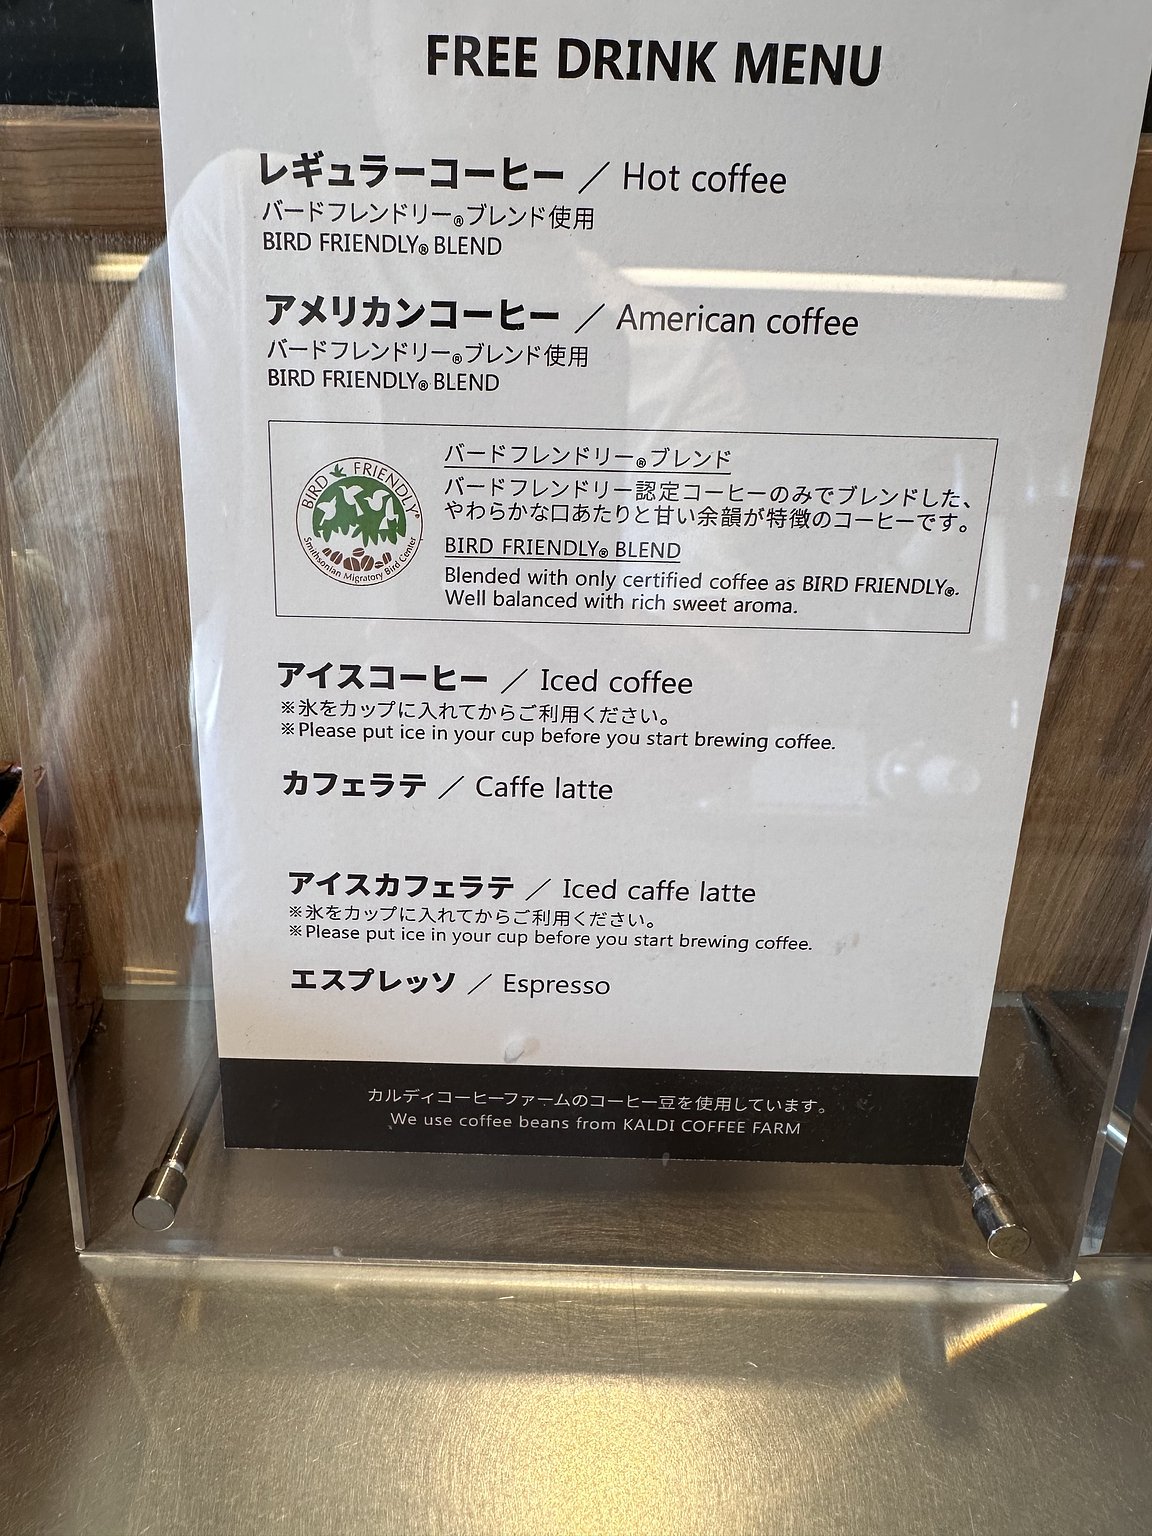 FREE DRINK MENU
レギュラーコーヒー ／ Hot coffee
バードフレンドリー®ブレンド使用
BIRD FRIENDLY® BLEND
アメリカンコーヒー ／ American coffee
バードフレンドリー®ブレンド使用
BIRD FRIENDLY® BLEND
BIRD FRIENDLY®
Smithsonian Migratory Bird Center
バードフレンドリー®ブレンド
バードフレンドリー認定コーヒーのみでブレンドした、
やわらかな口あたりと甘い余韻が特徴のコーヒーです。
BIRD FRIENDLY® BLEND
Blended with only certified coffee as BIRD FRIENDLY®.
Well balanced with rich sweet aroma.
アイスコーヒー ／ Iced coffee
※氷をカップに入れてからご利用ください。
※Please put ice in your cup before you start brewing coffee.
カフェラテ ／ Caffe latte
アイスカフェラテ ／ Iced caffe latte
※氷をカップに入れてからご利用ください。
※Please put ice in your cup before you start brewing coffee.
エスプレッソ ／ Espresso
カルディコーヒーファームのコーヒー豆を使用しています。
We use coffee beans from KALDI COFFEE FARM